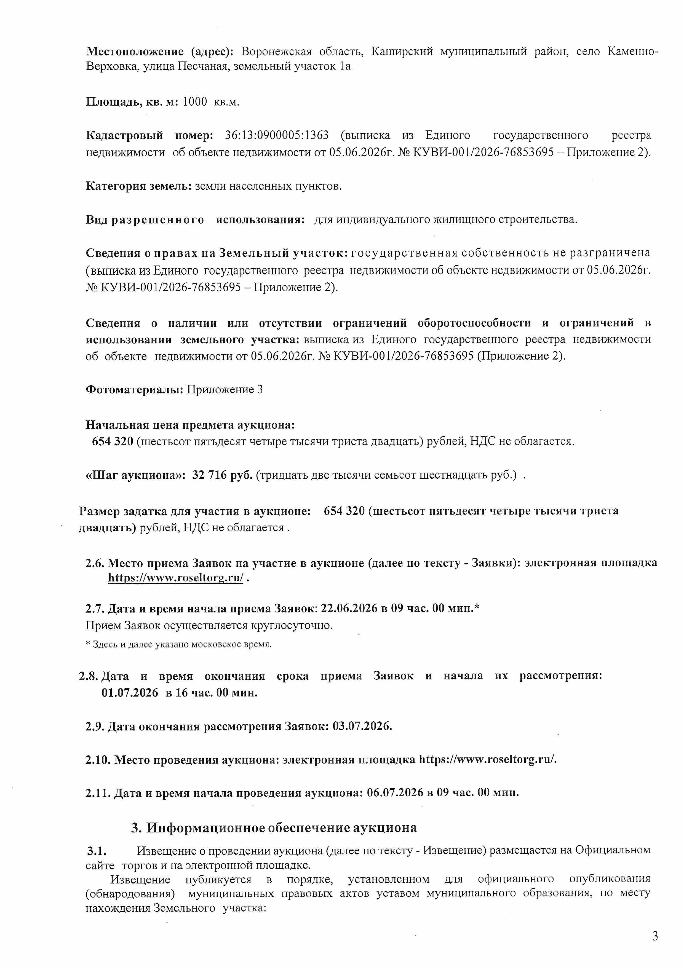 Местоположение (адрес): Воронежская область, Каширский муниципальный район, село Каменно-
Верховка, улица Песчаная, земельный участок 1а
Площадь, кв. м: 1000 кв.м.
Кадастровый номер: 36:13:0900005:1363 (выписка из Единого государственного реестра
недвижимости об объекте недвижимости от 05.06.2026г. № КУВИ-001/2026-76853695 – Приложение 2).
Категория земель: земли населенных пунктов.
Вид разрешенного использования: для индивидуального жилищного строительства.
Сведения о правах на Земельный участок: государственная собственность не разграничена
(выписка из Единого государственного реестра недвижимости об объекте недвижимости от 05.06.2026г.
№ КУВИ-001/2026-76853695 – Приложение 2).
Сведения о наличии или отсутствии ограничений оборотоспособности и ограничений в
использовании земельного участка: выписка из Единого государственного реестра недвижимости
об объекте недвижимости от 05.06.2026г. № КУВИ-001/2026-76853695 (Приложение 2).
Фотоматериалы: Приложение 3
Начальная цена предмета аукциона:
654 320 (шестьсот пятьдесят четыре тысячи триста двадцать) рублей, НДС не облагается.
«Шаг аукциона»: 32 716 руб. (тридцать две тысячи семьсот шестнадцать руб.) .
Размер задатка для участия в аукционе: 654 320 (шестьсот пятьдесят четыре тысячи триста
двадцать) рублей, НДС не облагается .
2.6. Место приема Заявок на участие в аукционе (далее по тексту - Заявки): электронная площадка
https://www.roseltorg.ru/ .
2.7. Дата и время начала приема Заявок: 22.06.2026 в 09 час. 00 мин.*
Прием Заявок осуществляется круглосуточно.
* Здесь и далее указано московское время.
2.8. Дата и время окончания срока приема Заявок и начала их рассмотрения:
01.07.2026 в 16 час. 00 мин.
2.9. Дата окончания рассмотрения Заявок: 03.07.2026.
2.10. Место проведения аукциона: электронная площадка https://www.roseltorg.ru/.
2.11. Дата и время начала проведения аукциона: 06.07.2026 в 09 час. 00 мин.
3. Информационное обеспечение аукциона
3.1. Извещение о проведении аукциона (далее по тексту - Извещение) размещается на Официальном
сайте торгов и на электронной площадке.
Извещение публикуется в порядке, установленном для официального опубликования
(обнародования) муниципальных правовых актов уставом муниципального образования, по месту
нахождения Земельного участка:
3